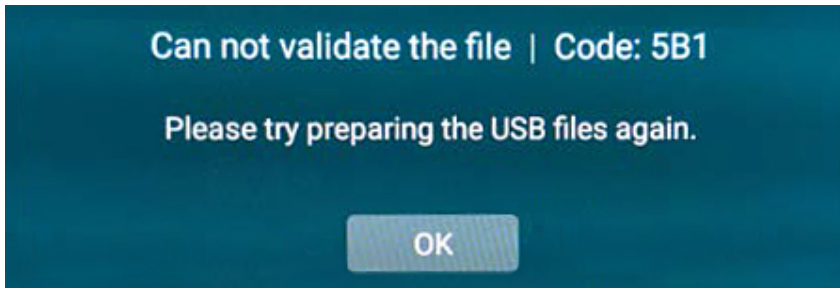 Can not validate the file | Code: 5B1
Please try preparing the USB files again.
OK